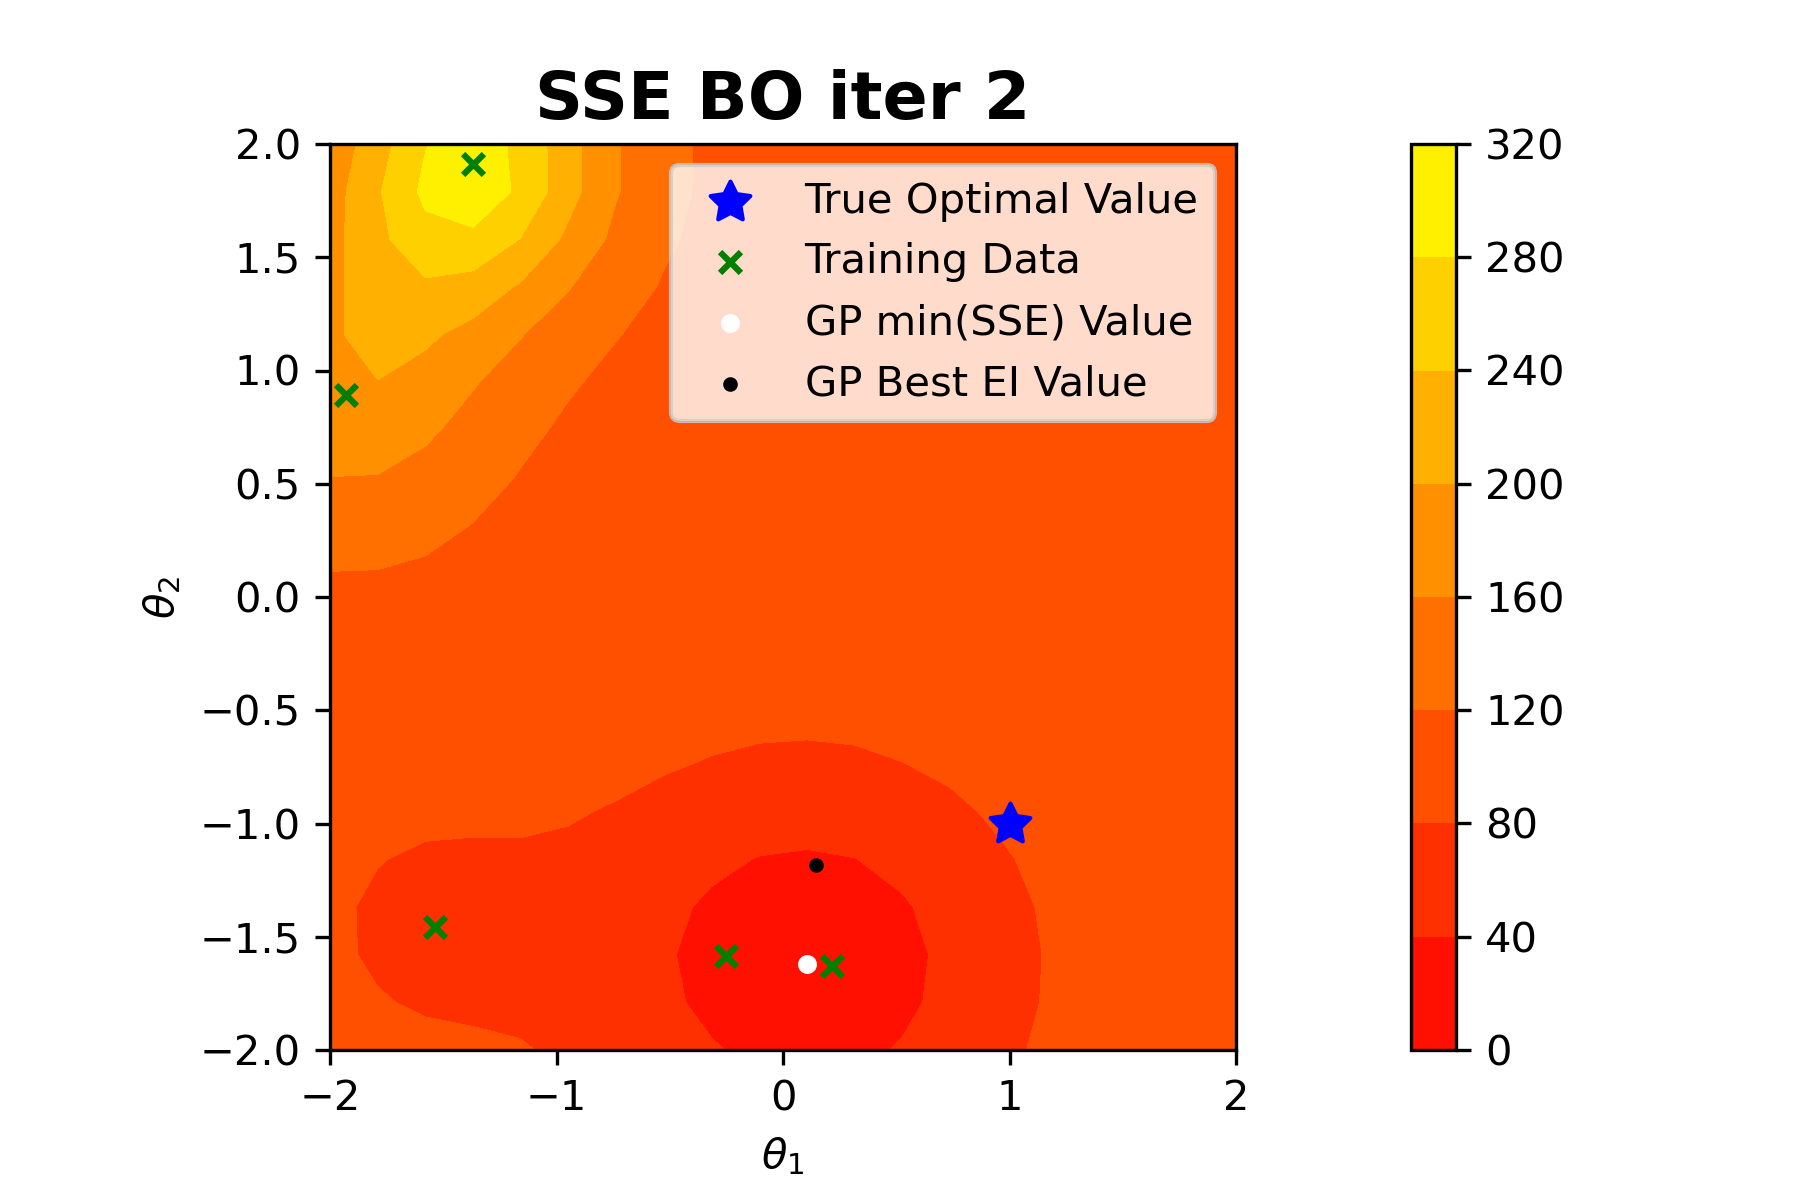 SSE BO iter 2
True Optimal Value
Training Data
GP min(SSE) Value
GP Best EI Value
2.0
1.5
1.0
0.5
0.0
−0.5
−1.0
−1.5
−2.0
θ₂
−2 −1 0 1 2
θ₁
320
280
240
200
160
120
80
40
0